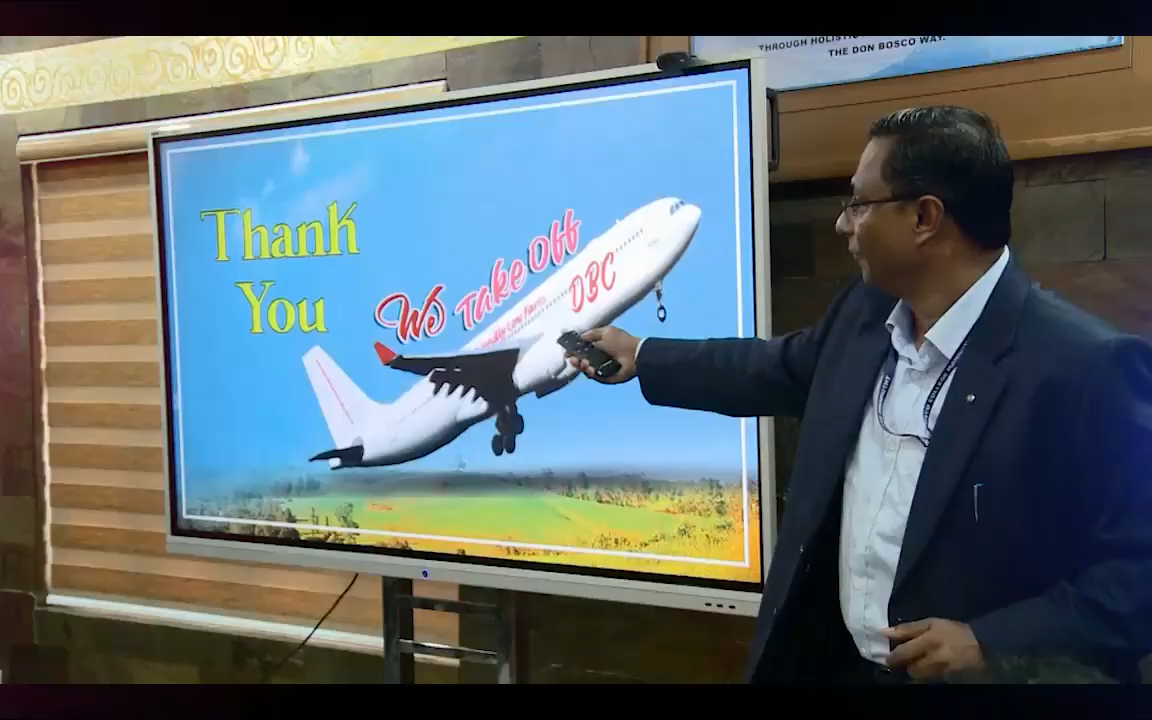 THROUGH HOLISTIC
THE DON BOSCO WAY.
Thank
You
We Take Off
DBC